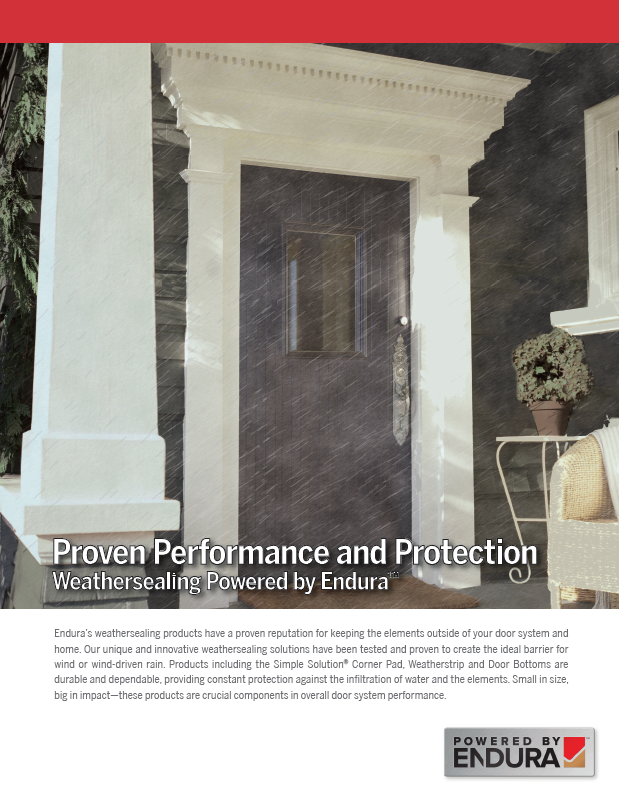 Proven Performance and Protection
Weathersealing Powered by Endura™
Endura's weathersealing products have a proven reputation for keeping the elements outside of your door system and
home. Our unique and innovative weathersealing solutions have been tested and proven to create the ideal barrier for
wind or wind-driven rain. Products including the Simple Solution® Corner Pad, Weatherstrip and Door Bottoms are
durable and dependable, providing constant protection against the infiltration of water and the elements. Small in size,
big in impact—these products are crucial components in overall door system performance.
POWERED BY
ENDURA™